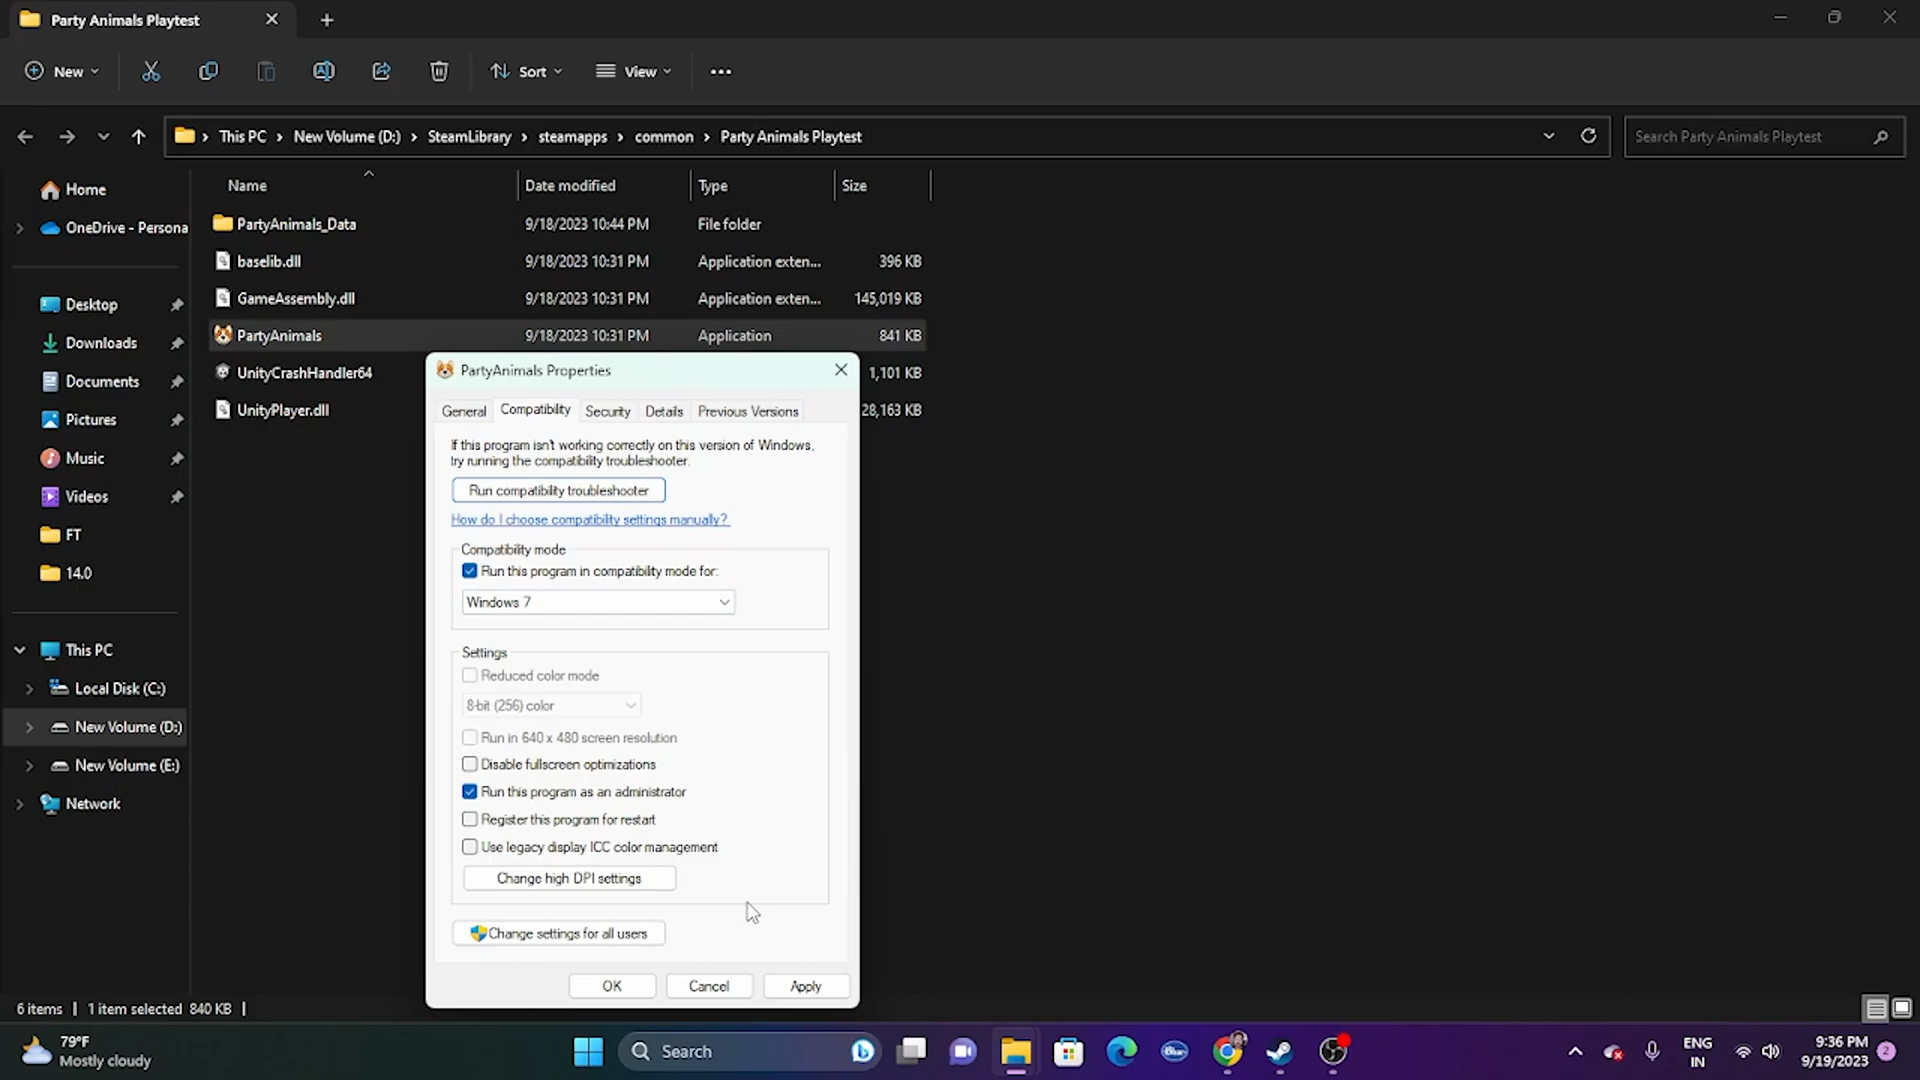 Party Animals Playtest
New
Sort
View
This PC
New Volume (D:)
SteamLibrary
steamapps
common
Party Animals Playtest
Search Party Animals Playtest
Name
Date modified
Type
Size
Home
OneDrive - Persona
Desktop
Downloads
Documents
Pictures
Music
Videos
FT
14.0
This PC
Local Disk (C:)
New Volume (D:)
New Volume (E:)
Network
PartyAnimals_Data 9/18/2023 10:44 PM File folder
baselib.dll 9/18/2023 10:31 PM Application exten... 396 KB
GameAssembly.dll 9/18/2023 10:31 PM Application exten... 145,019 KB
PartyAnimals 9/18/2023 10:31 PM Application 841 KB
UnityCrashHandler64 1,101 KB
UnityPlayer.dll 28,163 KB
PartyAnimals Properties
General Compatibility Security Details Previous Versions
If this program isn't working correctly on this version of Windows,
try running the compatibility troubleshooter.
Run compatibility troubleshooter
How do I choose compatibility settings manually?
Compatibility mode
Run this program in compatibility mode for:
Windows 7
Settings
Reduced color mode
8-bit (256) color
Run in 640 x 480 screen resolution
Disable fullscreen optimizations
Run this program as an administrator
Register this program for restart
Use legacy display ICC color management
Change high DPI settings
Change settings for all users
OK
Cancel
Apply
6 items
1 item selected 840 KB
79°F
Mostly cloudy
Search
ENG
IN
9:36 PM
9/19/2023
2